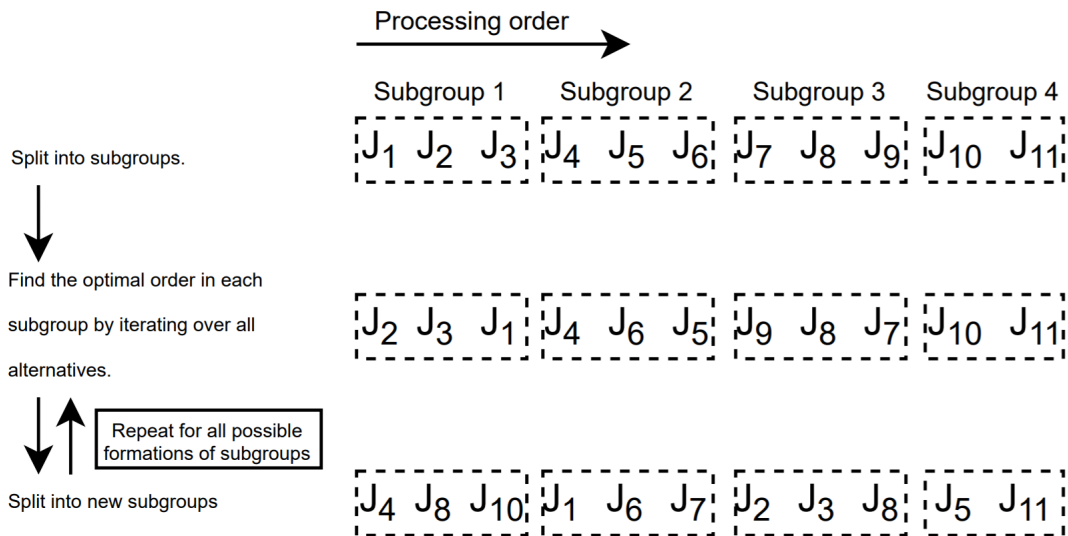 Processing order
Subgroup 1 Subgroup 2 Subgroup 3 Subgroup 4
Split into subgroups.
J₁ J₂ J₃ J₄ J₅ J₆ J₇ J₈ J₉ J₁₀ J₁₁
Find the optimal order in each
subgroup by iterating over all
alternatives.
J₂ J₃ J₁ J₄ J₆ J₅ J₉ J₈ J₇ J₁₀ J₁₁
Repeat for all possible
formations of subgroups
Split into new subgroups
J₄ J₈ J₁₀ J₁ J₆ J₇ J₂ J₃ J₈ J₅ J₁₁